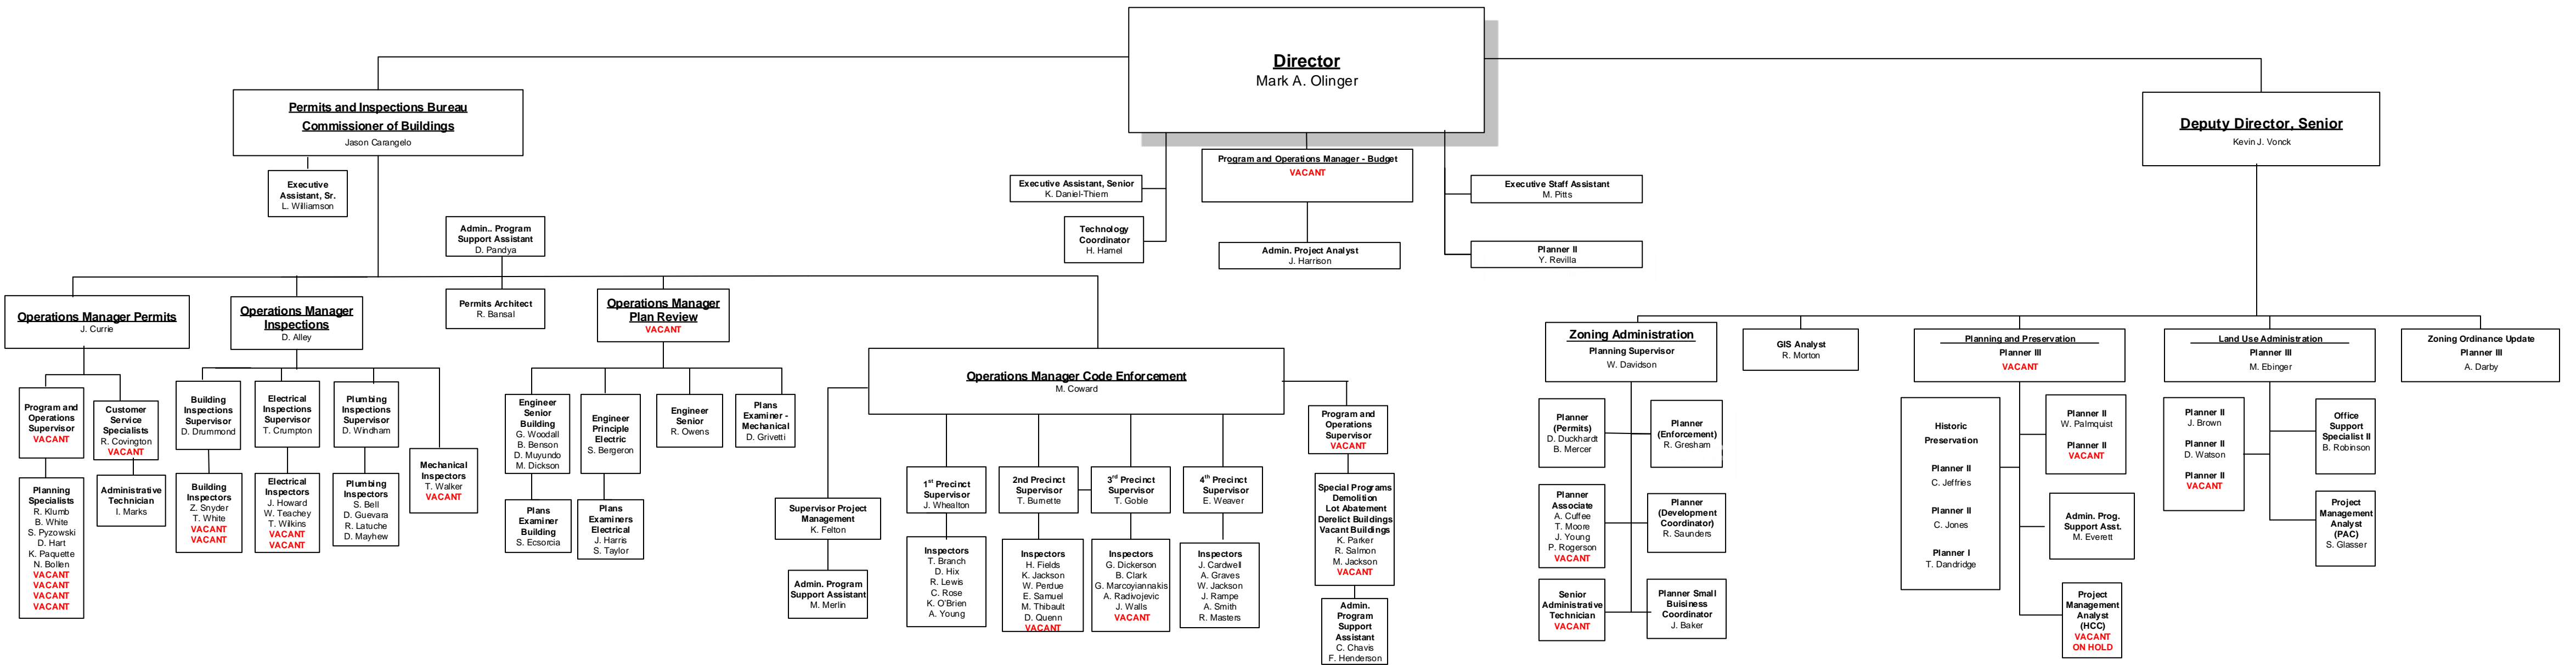 Director
Mark A. Olinger
Permits and Inspections Bureau
Commissioner of Buildings
Jason Carangelo
Deputy Director, Senior
Kevin J. Vonck
Executive
Assistant, Sr.
L. Williamson
Program and Operations Manager - Budget
VACANT
Executive Assistant, Senior
K. Daniel-Thiem
Technology
Coordinator
H. Hamel
Admin. Project Analyst
J. Harrison
Executive Staff Assistant
M. Pitts
Planner II
Y. Revilla
Admin.. Program
Support Assistant
D. Pandya
Permits Architect
R. Bansal
Operations Manager Permits
J. Currie
Operations Manager
Inspections
D. Alley
Operations Manager
Plan Review
VACANT
Operations Manager Code Enforcement
M. Coward
Program and
Operations
Supervisor
VACANT
Customer
Service
Specialists
R. Covington
VACANT
Planning
Specialists
R. Klumb
B. White
S. Pyzowski
D. Hart
K. Paquette
N. Bollen
VACANT
VACANT
VACANT
VACANT
Administrative
Technician
I. Marks
Building
Inspections
Supervisor
D. Drummond
Building
Inspectors
Z. Snyder
T. White
VACANT
VACANT
Electrical
Inspections
Supervisor
T. Crumpton
Electrical
Inspectors
J. Howard
W. Teachey
T. Wilkins
VACANT
VACANT
Plumbing
Inspections
Supervisor
D. Windham
Plumbing
Inspectors
S. Bell
D. Guevara
R. Latuche
D. Mayhew
Mechanical
Inspectors
T. Walker
VACANT
Engineer
Senior
Building
G. Woodall
B. Benson
D. Muyundo
M. Dickson
Plans
Examiner
Building
S. Ecsorcia
Engineer
Principle
Electric
S. Bergeron
Plans
Examiners
Electrical
J. Harris
S. Taylor
Engineer
Senior
R. Owens
Plans
Examiner -
Mechanical
D. Grivetti
Supervisor Project
Management
K. Felton
Admin. Program
Support Assistant
M. Merlin
1st Precinct
Supervisor
J. Whealton
Inspectors
T. Branch
D. Hix
R. Lewis
C. Rose
K. O'Brien
A. Young
2nd Precinct
Supervisor
T. Burnette
Inspectors
H. Fields
K. Jackson
W. Perdue
E. Samuel
M. Thibault
D. Quenn
VACANT
3rd Precinct
Supervisor
T. Goble
Inspectors
G. Dickerson
B. Clark
G. Marcoyiannakis
A. Radivojevic
J. Walls
VACANT
4th Precinct
Supervisor
E. Weaver
Inspectors
J. Cardwell
A. Graves
W. Jackson
J. Rampe
A. Smith
R. Masters
Program and
Operations
Supervisor
VACANT
Special Programs
Demolition
Lot Abatement
Derelict Buildings
Vacant Buildings
K. Parker
R. Salmon
M. Jackson
VACANT
Admin.
Program
Support
Assistant
C. Chavis
F. Henderson
Zoning Administration
Planning Supervisor
W. Davidson
Planner
(Permits)
D. Duckhardt
B. Mercer
Planner
(Enforcement)
R. Gresham
Planner
Associate
A. Cuffee
T. Moore
J. Young
P. Rogerson
VACANT
Planner
(Development
Coordinator)
R. Saunders
Senior
Administrative
Technician
VACANT
Planner Small
Buisiness
Coordinator
J. Baker
GIS Analyst
R. Morton
Planning and Preservation
Planner III
VACANT
Historic
Preservation
Planner II
C. Jeffries
Planner II
C. Jones
Planner I
T. Dandridge
Planner II
W. Palmquist
Planner II
VACANT
Admin. Prog.
Support Asst.
M. Everett
Project
Management
Analyst
(HCC)
VACANT
ON HOLD
Land Use Administration
Planner III
M. Ebinger
Planner II
J. Brown
Planner II
D. Watson
Planner II
VACANT
Office
Support
Specialist II
B. Robinson
Project
Management
Analyst
(PAC)
S. Glasser
Zoning Ordinance Update
Planner III
A. Darby